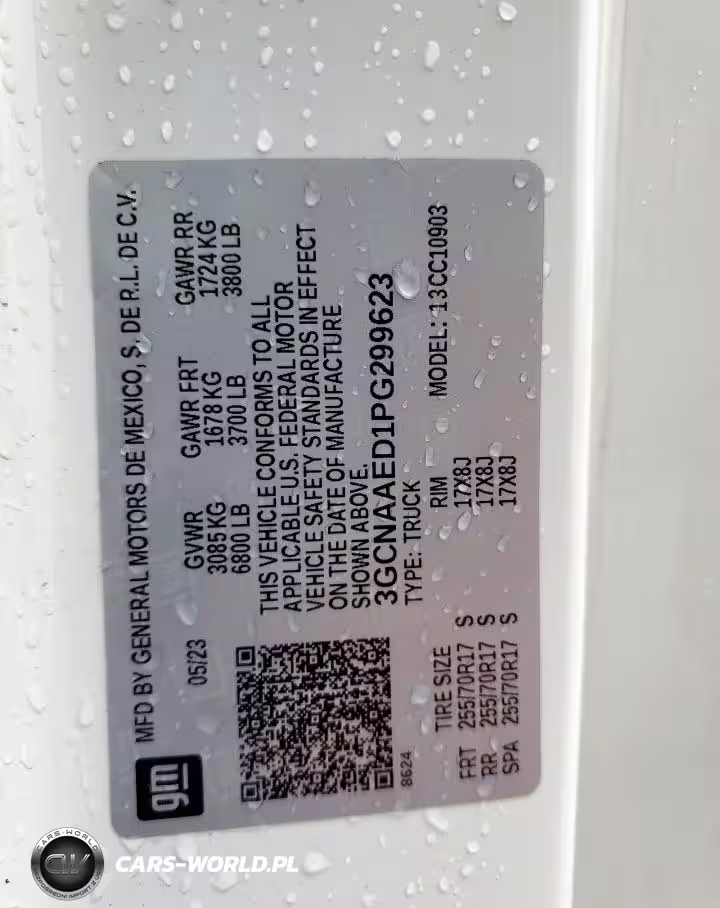 gm
MFD BY GENERAL MOTORS DE MEXICO, S. DE R.L. DE C.V.
05/23
GVWR GAWR FRT GAWR RR
3085 KG 1678 KG 1724 KG
6800 LB 3700 LB 3800 LB
THIS VEHICLE CONFORMS TO ALL
APPLICABLE U.S. FEDERAL MOTOR
VEHICLE SAFETY STANDARDS IN EFFECT
ON THE DATE OF MANUFACTURE
SHOWN ABOVE.
3GCNAAED1PG299623
TYPE: TRUCK MODEL: 13CC10903
8624
TIRE SIZE RIM
FRT 255/70R17 S 17X8J
RR 255/70R17 S 17X8J
SPA 255/70R17 S 17X8J
CARS-WORLD
CW
CARS-WORLD.PL